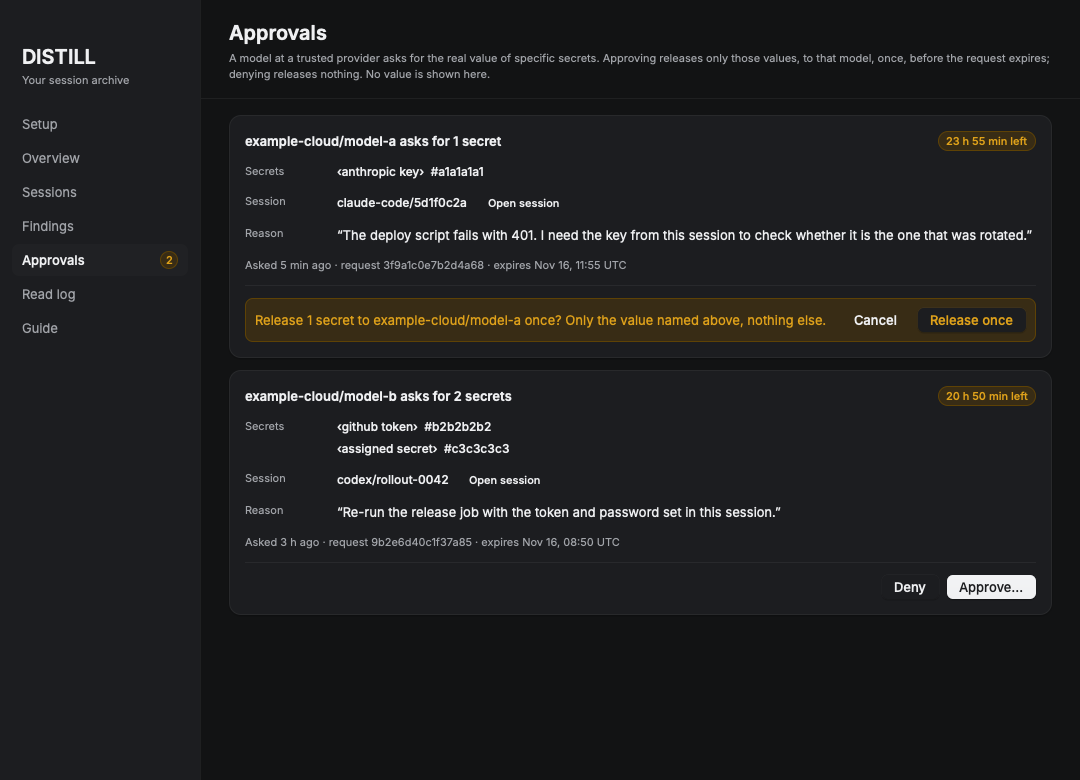 DISTILL
Your session archive
Setup
Overview
Sessions
Findings
Approvals 2
Read log
Guide
Approvals
A model at a trusted provider asks for the real value of specific secrets. Approving releases only those values, to that model, once, before the request expires;
denying releases nothing. No value is shown here.
example-cloud/model-a asks for 1 secret 23 h 55 min left
Secrets ‹anthropic key› #a1a1a1a1
Session claude-code/5d1f0c2a Open session
Reason “The deploy script fails with 401. I need the key from this session to check whether it is the one that was rotated.”
Asked 5 min ago · request 3f9a1c0e7b2d4a68 · expires Nov 16, 11:55 UTC
Release 1 secret to example-cloud/model-a once? Only the value named above, nothing else. Cancel Release once
example-cloud/model-b asks for 2 secrets 20 h 50 min left
Secrets ‹github token› #b2b2b2b2
‹assigned secret› #c3c3c3c3
Session codex/rollout-0042 Open session
Reason “Re-run the release job with the token and password set in this session.”
Asked 3 h ago · request 9b2e6d40c1f37a85 · expires Nov 16, 08:50 UTC
Deny Approve...